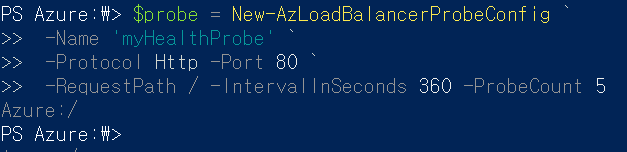 PS Azure:\> $probe = New-AzLoadBalancerProbeConfig `
>>  -Name 'myHealthProbe' `
>>  -Protocol Http -Port 80 `
>>  -RequestPath / -IntervalInSeconds 360 -ProbeCount 5
Azure:/
PS Azure:\>